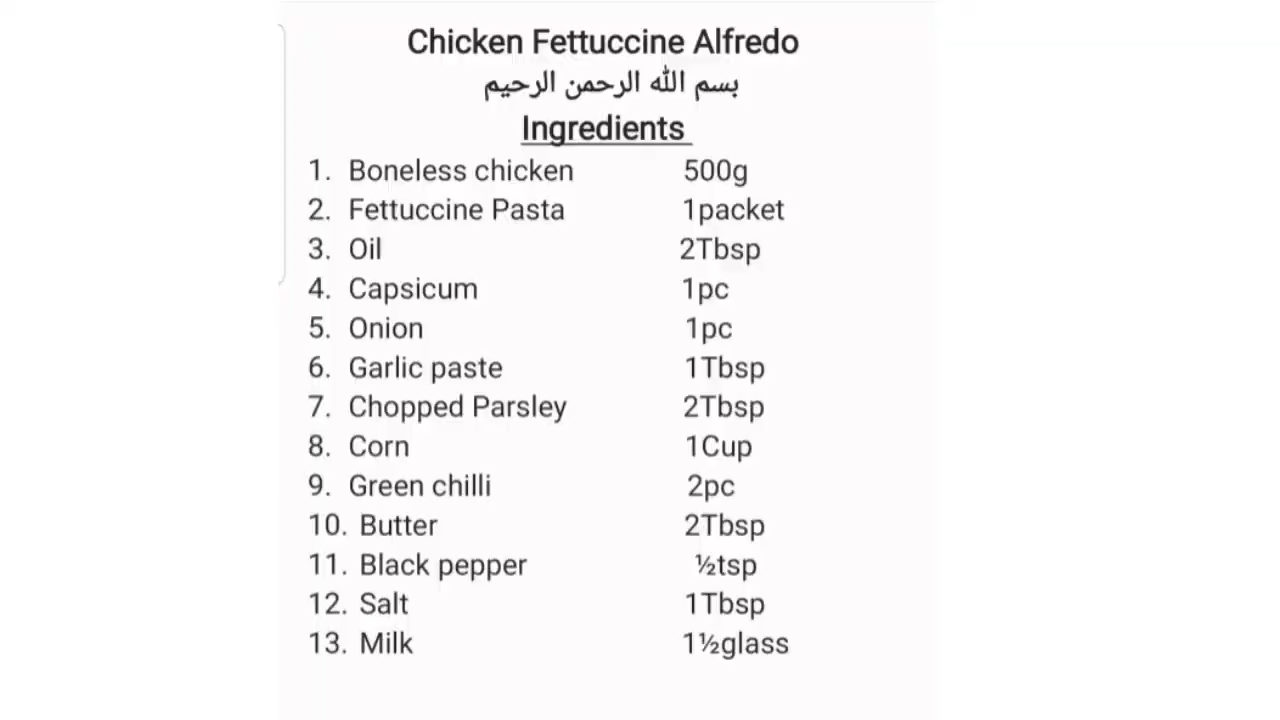 Chicken Fettuccine Alfredo
بسم الله الرحمن الرحيم
Ingredients
1. Boneless chicken 500g
2. Fettuccine Pasta 1packet
3. Oil 2Tbsp
4. Capsicum 1pc
5. Onion 1pc
6. Garlic paste 1Tbsp
7. Chopped Parsley 2Tbsp
8. Corn 1Cup
9. Green chilli 2pc
10. Butter 2Tbsp
11. Black pepper ½tsp
12. Salt 1Tbsp
13. Milk 1½glass